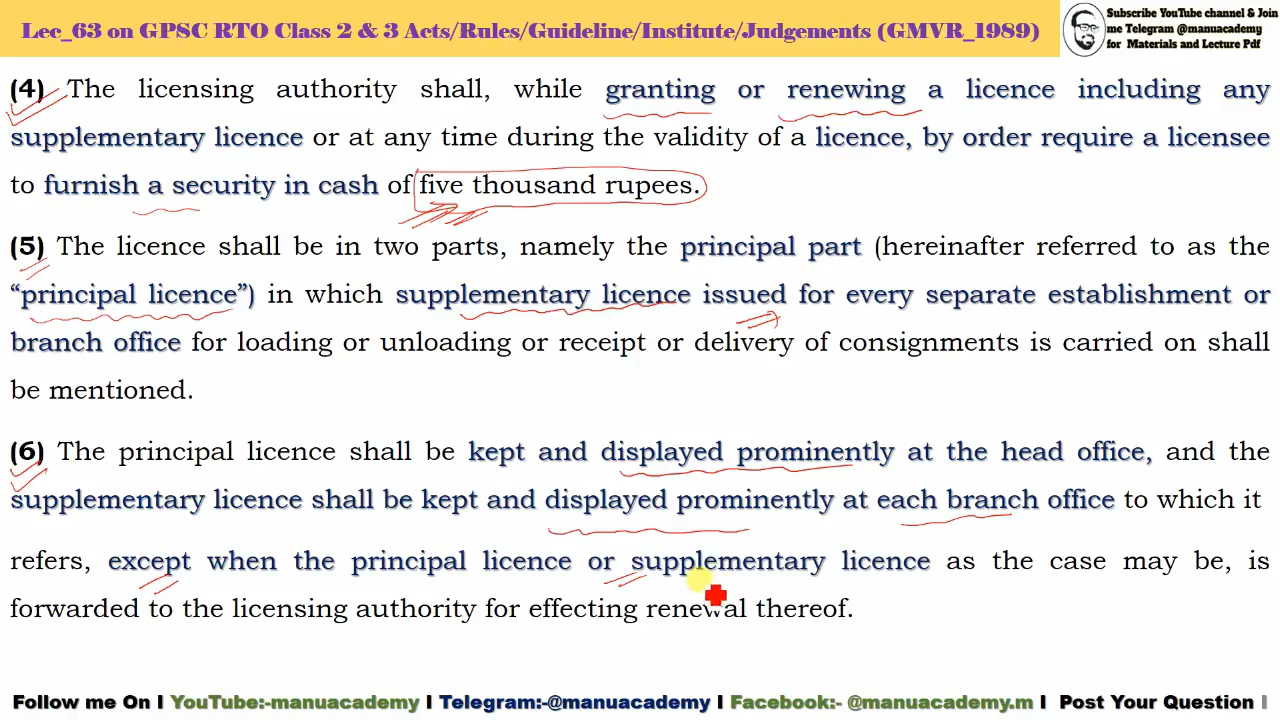 Lec_63 on GPSC RTO Class 2 & 3 Acts/Rules/Guideline/Institute/Judgements (GMVR_1989)
Subscribe YouTube channel & Join
me Telegram @manuacademy
for Materials and Lecture Pdf
(4) The licensing authority shall, while granting or renewing a licence including any
supplementary licence or at any time during the validity of a licence, by order require a licensee
to furnish a security in cash of five thousand rupees.
(5) The licence shall be in two parts, namely the principal part (hereinafter referred to as the
“principal licence”) in which supplementary licence issued for every separate establishment or
branch office for loading or unloading or receipt or delivery of consignments is carried on shall
be mentioned.
(6) The principal licence shall be kept and displayed prominently at the head office, and the
supplementary licence shall be kept and displayed prominently at each branch office to which it
refers, except when the principal licence or supplementary licence as the case may be, is
forwarded to the licensing authority for effecting renewal thereof.
Follow me On l YouTube:-manuacademy l Telegram:-@manuacademy l Facebook:- @manuacademy.m l Post Your Question l